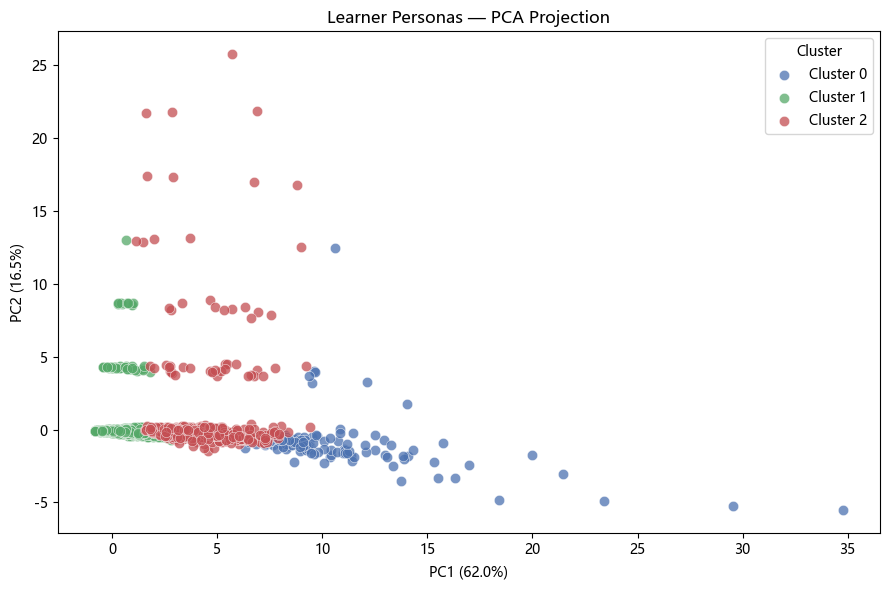 Learner Personas — PCA Projection
Cluster
Cluster 0
Cluster 1
Cluster 2
PC2 (16.5%)
25
20
15
10
5
0
-5
0
5
10
15
20
25
30
35
PC1 (62.0%)